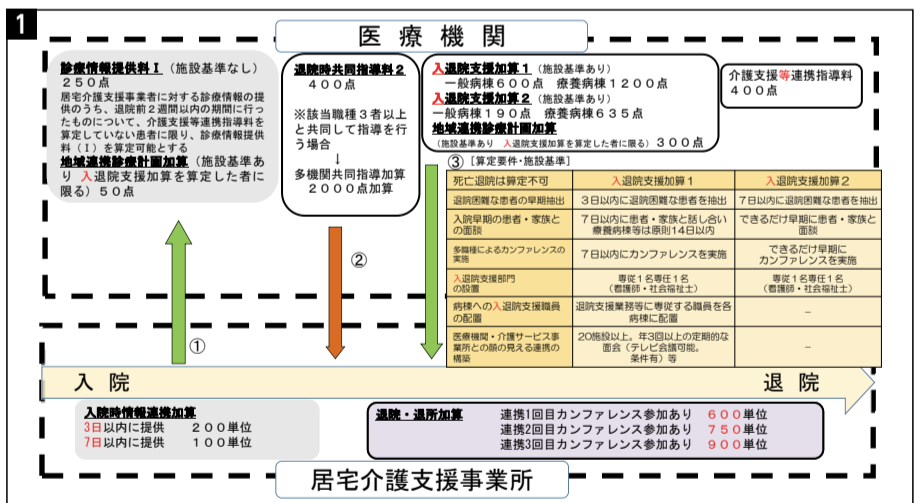 1
医療機関
診療情報提供料Ⅰ（施設基準なし）
２５０点
居宅介護支援事業者に対する診療情報の提
供のうち、退院前２週間以内の期間に行っ
たものについて、介護支援等連携指導料を
算定していない患者に限り、診療情報提供
料（Ⅰ）を算定可能とする
地域連携診療計画加算（施設基準あ
り 入退院支援加算を算定した者に
限る）５０点
退院時共同指導料２
４００点
※該当職種３者以上
と共同して指導を行
う場合
↓
多機関共同指導加算
２０００点加算
入退院支援加算１（施設基準あり）
一般病棟６００点 療養病棟１２００点
入退院支援加算２（施設基準あり）
一般病棟１９０点 療養病棟６３５点
地域連携診療計画加算
（施設基準あり 入退院支援加算を算定した者に限る）３００点
介護支援等連携指導料
４００点
③［算定要件・施設基準］
死亡退院は算定不可 入退院支援加算１ 入退院支援加算２
退院困難な患者の早期抽出 ３日以内に退院困難な患者を抽出 ７日以内に退院困難な患者を抽出
入院早期の患者・家族と
の面談
７日以内に患者・家族と話し合い
療養病棟等は原則14日以内
できるだけ早期に患者・家族と
面談
多職種によるカンファレンスの
実施
７日以内にカンファレンスを実施
できるだけ早期に
カンファレンスを実施
入退院支援部門
の設置
専従１名専任１名
（看護師・社会福祉士）
専従１名専任１名
（看護師・社会福祉士）
病棟への入退院支援職員
の配置
退院支援業務等に専従する職員を各
病棟に配置
－
医療機関・介護サービス事
業所との顔の見える連携の
構築
20施設以上。年3回以上の定期的な
面会（テレビ会議可能。
条件有）等
－
①
②
入院
退院
入院時情報連携加算
3日以内に提供 ２００単位
7日以内に提供 １００単位
退院・退所加算
連携1回目カンファレンス参加あり ６００単位
連携2回目カンファレンス参加あり ７５０単位
連携3回目カンファレンス参加あり ９００単位
居宅介護支援事業所